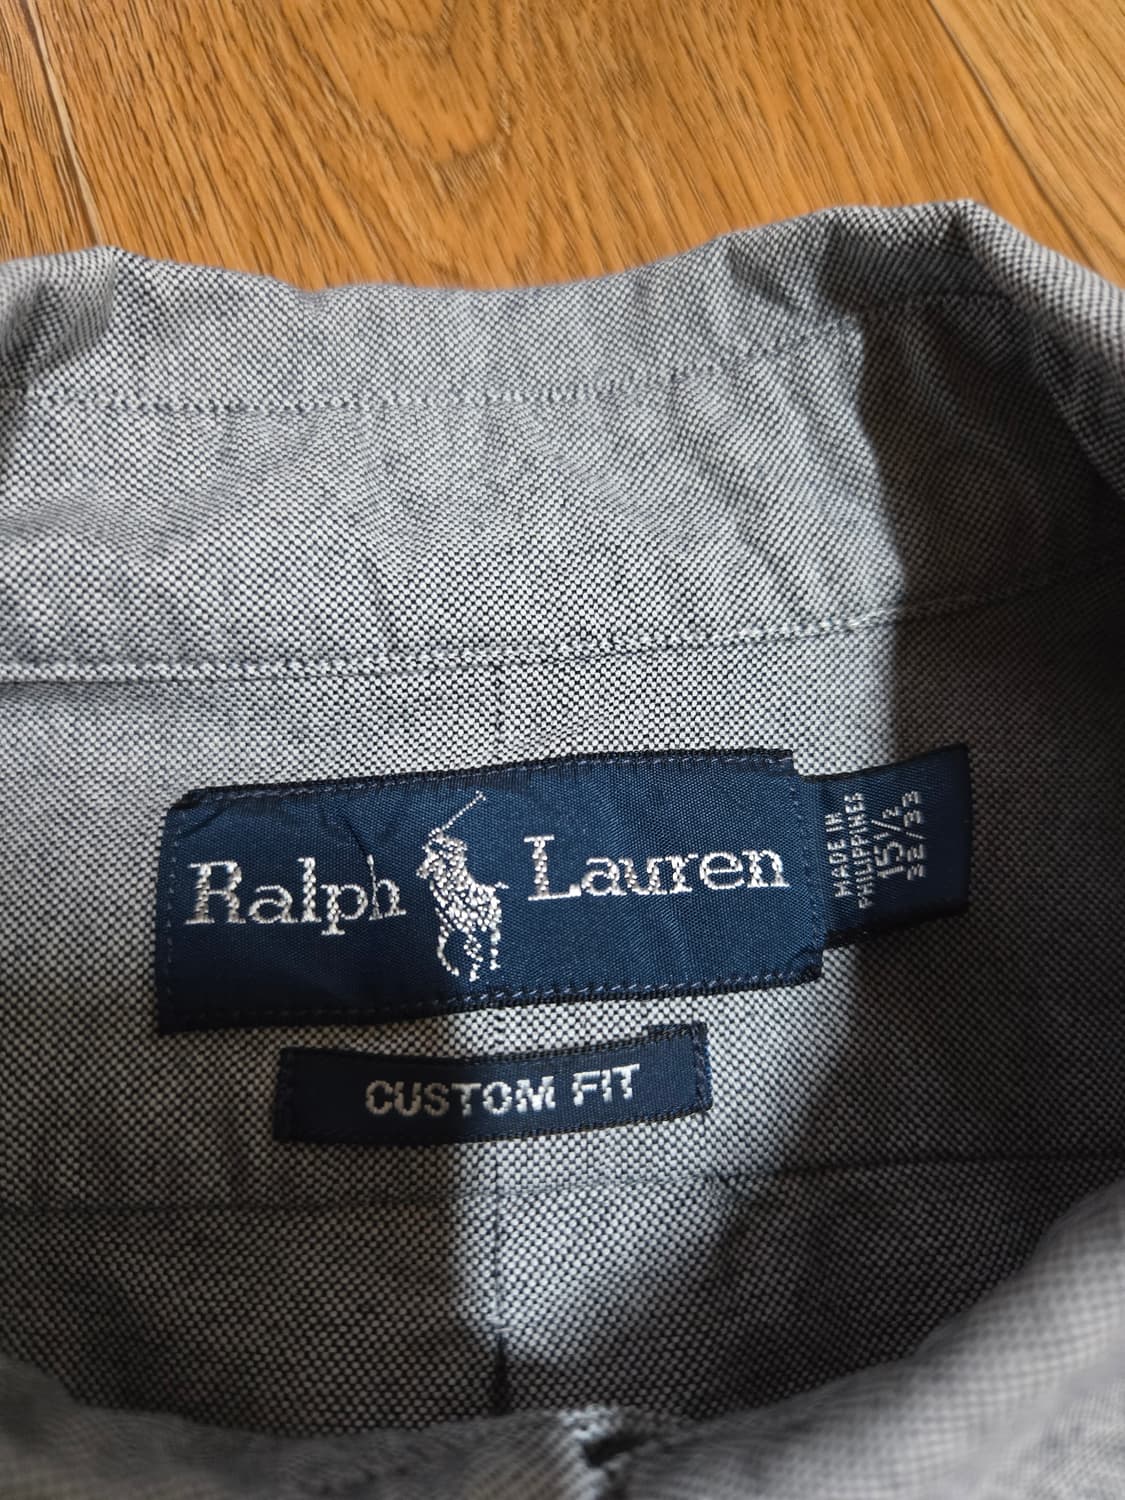 Ralph Lauren
MADE IN
PHILIPPINES
15½
32/33
CUSTOM FIT